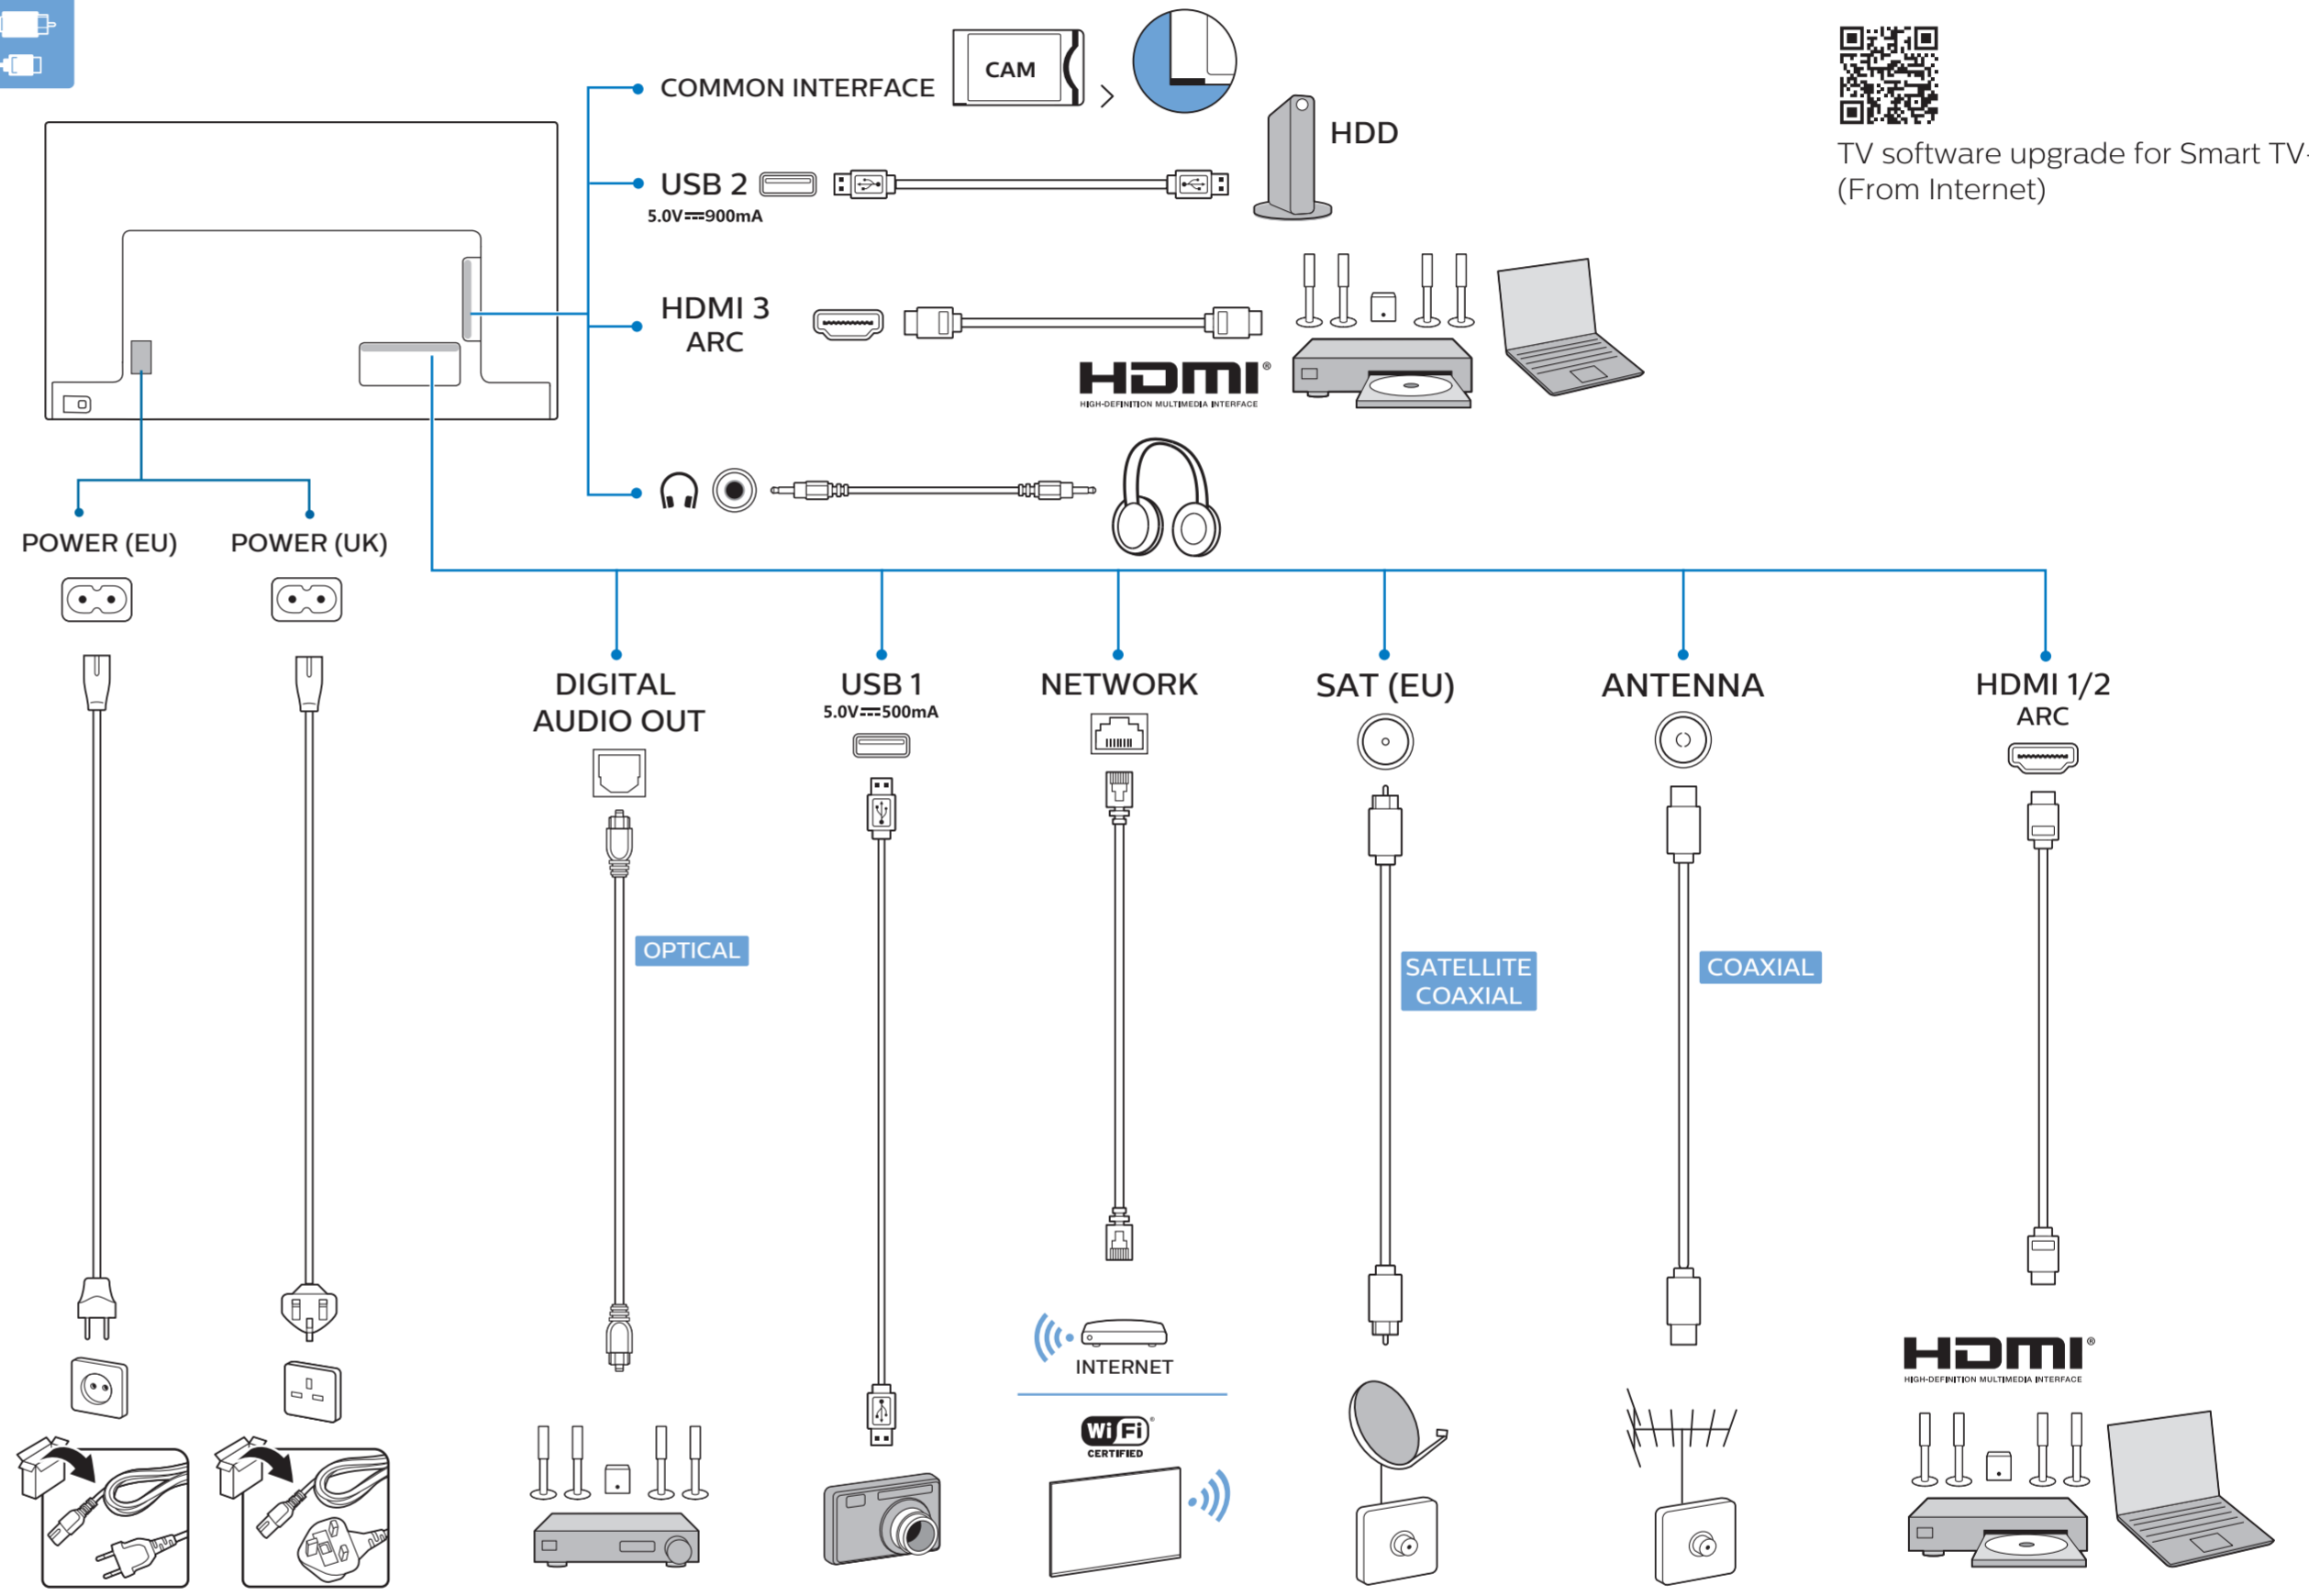 COMMON INTERFACE
CAM
HDD
USB 2
5.0V⎓900mA
HDMI 3
ARC
HDMI®
HIGH-DEFINITION MULTIMEDIA INTERFACE
TV software upgrade for Smart TV-
(From Internet)
POWER (EU)
POWER (UK)
DIGITAL
AUDIO OUT
OPTICAL
USB 1
5.0V⎓500mA
NETWORK
INTERNET
Wi Fi®
CERTIFIED
SAT (EU)
SATELLITE
COAXIAL
ANTENNA
COAXIAL
HDMI 1/2
ARC
HDMI®
HIGH-DEFINITION MULTIMEDIA INTERFACE